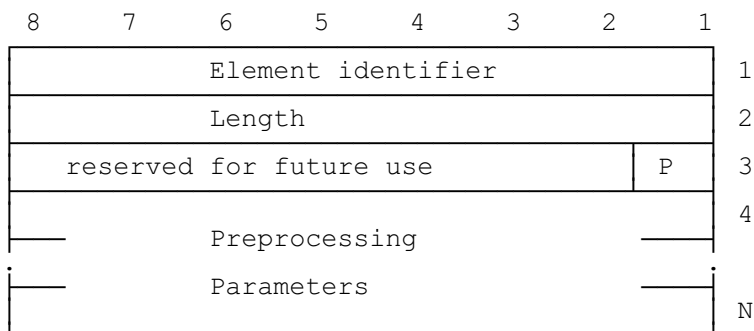 8 7 6 5 4 3 2 1
Element identifier 1
Length 2
reserved for future use P 3
4
Preprocessing
Parameters
N